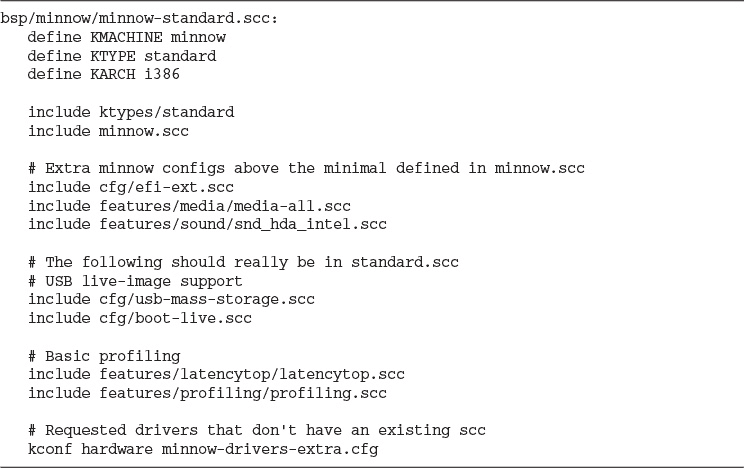 bsp/minnow/minnow-standard.scc:
define KMACHINE minnow
define KTYPE standard
define KARCH i386
include ktypes/standard
include minnow.scc
# Extra minnow configs above the minimal defined in minnow.scc
include cfg/efi-ext.scc
include features/media/media-all.scc
include features/sound/snd_hda_intel.scc
# The following should really be in standard.scc
# USB live-image support
include cfg/usb-mass-storage.scc
include cfg/boot-live.scc
# Basic profiling
include features/latencytop/latencytop.scc
include features/profiling/profiling.scc
# Requested drivers that don't have an existing scc
kconf hardware minnow-drivers-extra.cfg